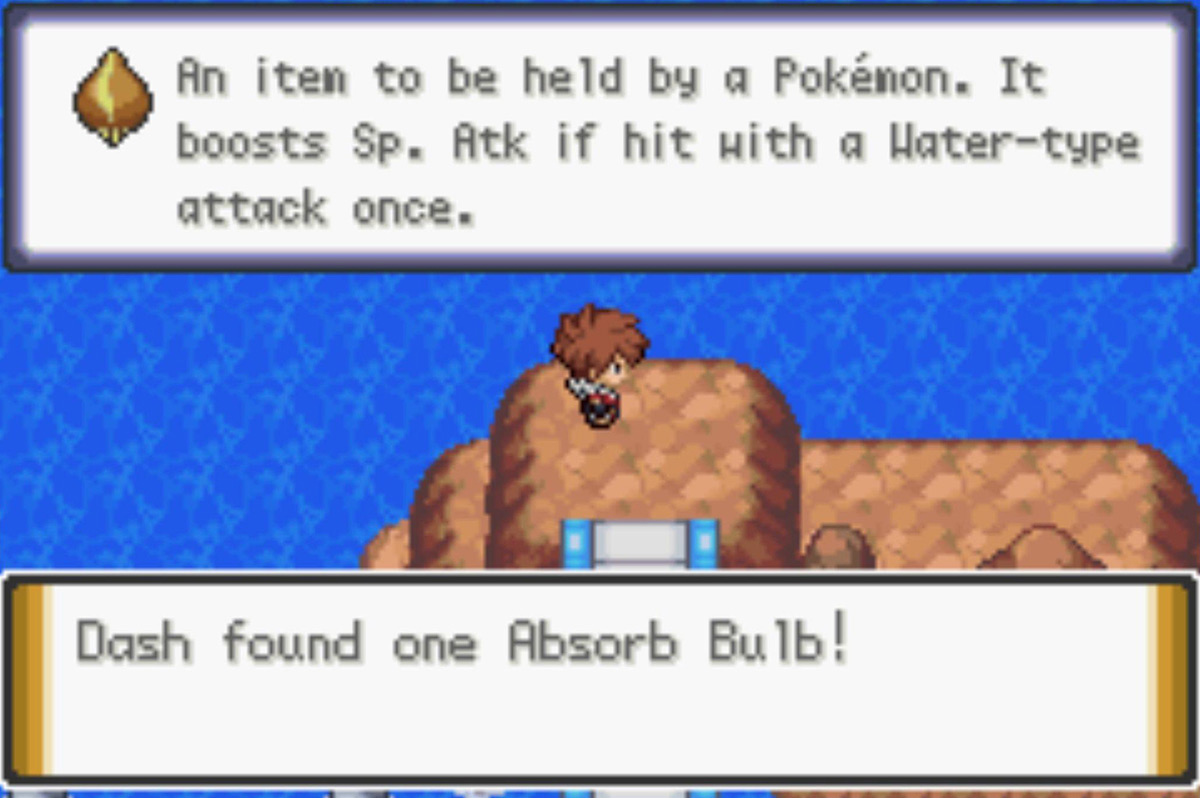 An item to be held by a Pokémon. It
boosts Sp. Atk if hit with a Water-type
attack once.
Dash found one Absorb Bulb!